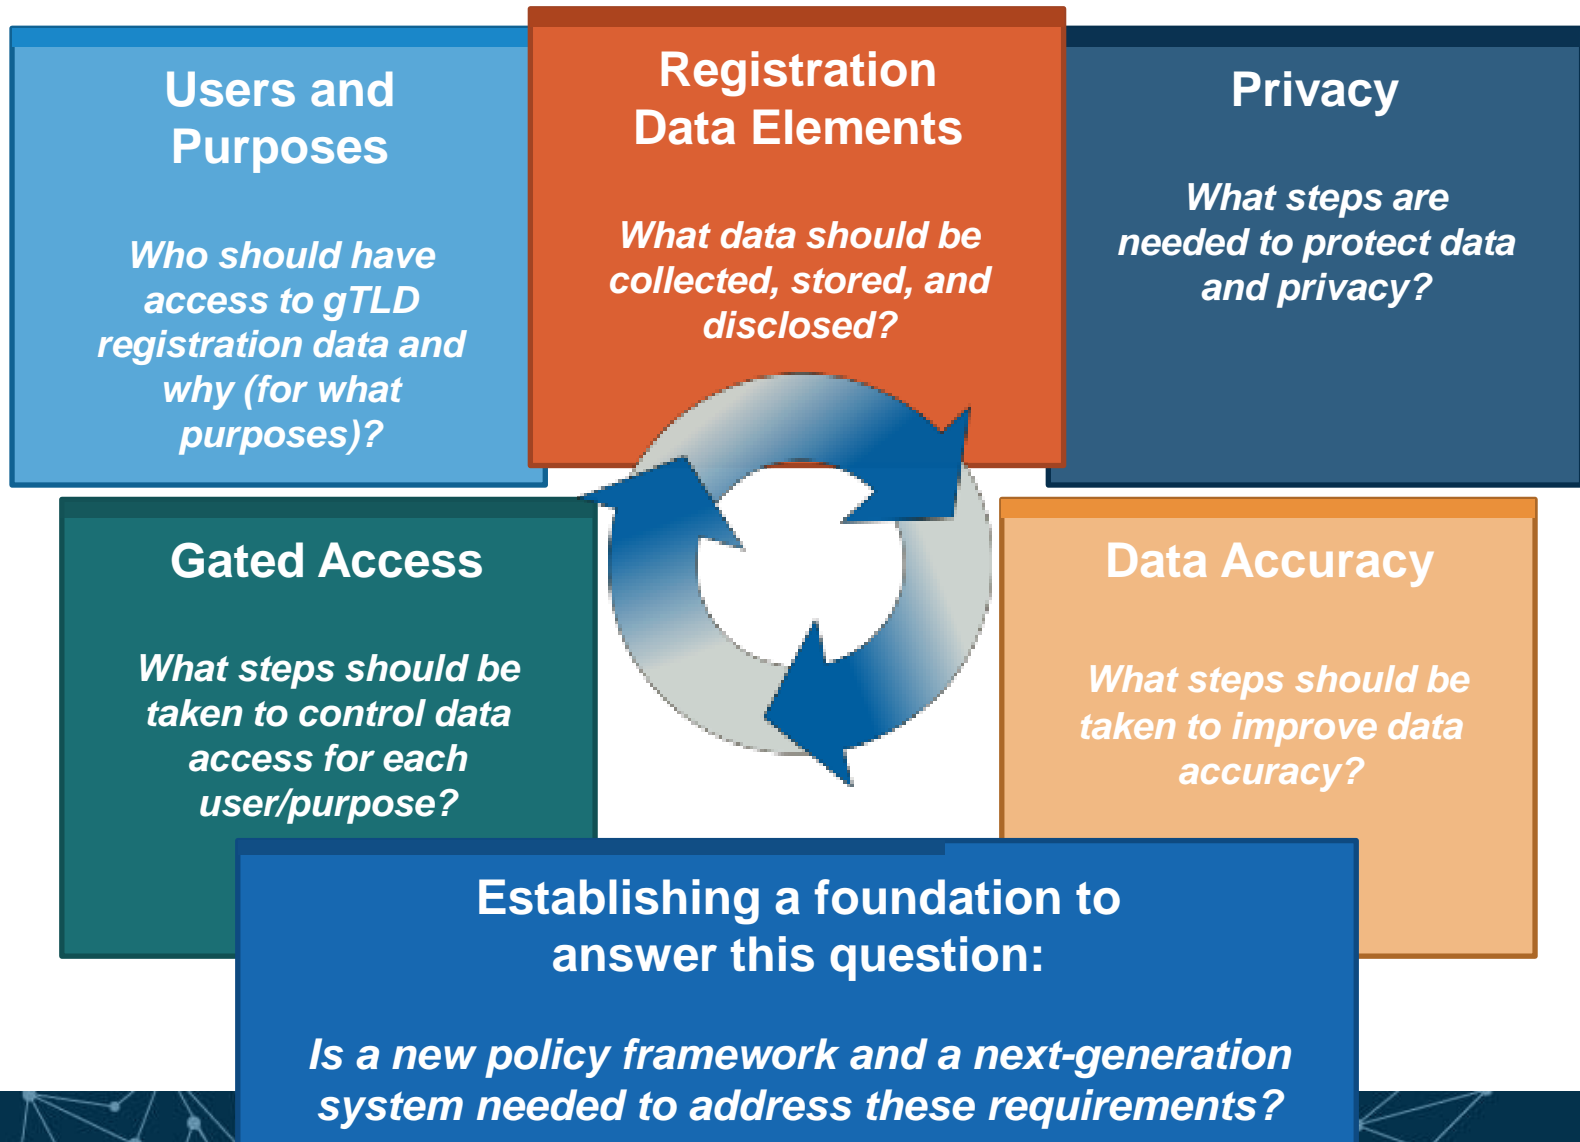 Users and
Purposes
Who should have
access to gTLD
registration data and
why (for what
purposes)?
Registration
Data Elements
What data should be
collected, stored, and
disclosed?
Privacy
What steps are
needed to protect data
and privacy?
Gated Access
What steps should be
taken to control data
access for each
user/purpose?
Data Accuracy
What steps should be
taken to improve data
accuracy?
Establishing a foundation to
answer this question:
Is a new policy framework and a next-generation
system needed to address these requirements?